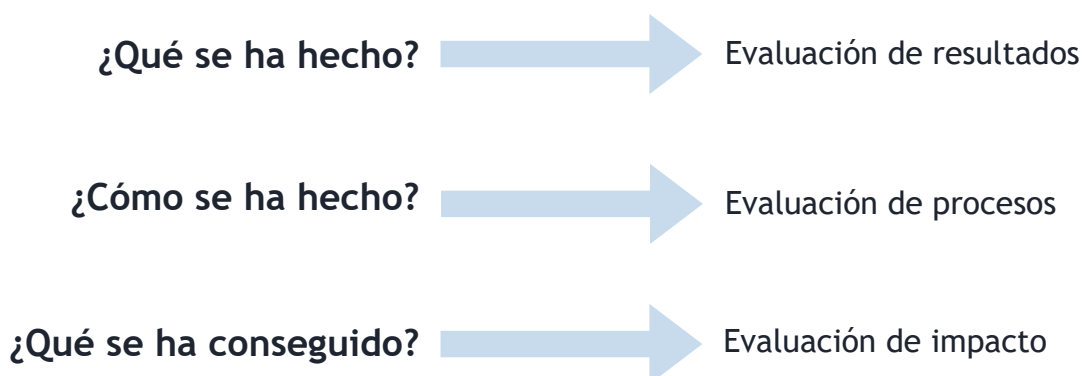 ¿Qué se ha hecho? Evaluación de resultados
¿Cómo se ha hecho? Evaluación de procesos
¿Qué se ha conseguido? Evaluación de impacto